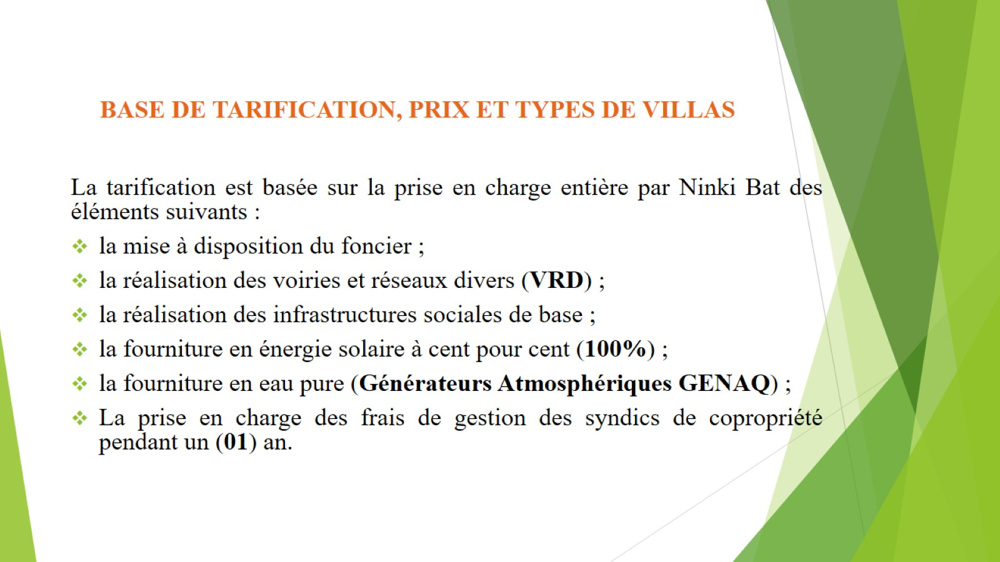 BASE DE TARIFICATION, PRIX ET TYPES DE VILLAS
La tarification est basée sur la prise en charge entière par Ninki Bat des
éléments suivants :
la mise à disposition du foncier ;
la réalisation des voiries et réseaux divers (VRD) ;
la réalisation des infrastructures sociales de base ;
la fourniture en énergie solaire à cent pour cent (100%) ;
la fourniture en eau pure (Générateurs Atmosphériques GENAQ) ;
La prise en charge des frais de gestion des syndics de copropriété
pendant un (01) an.